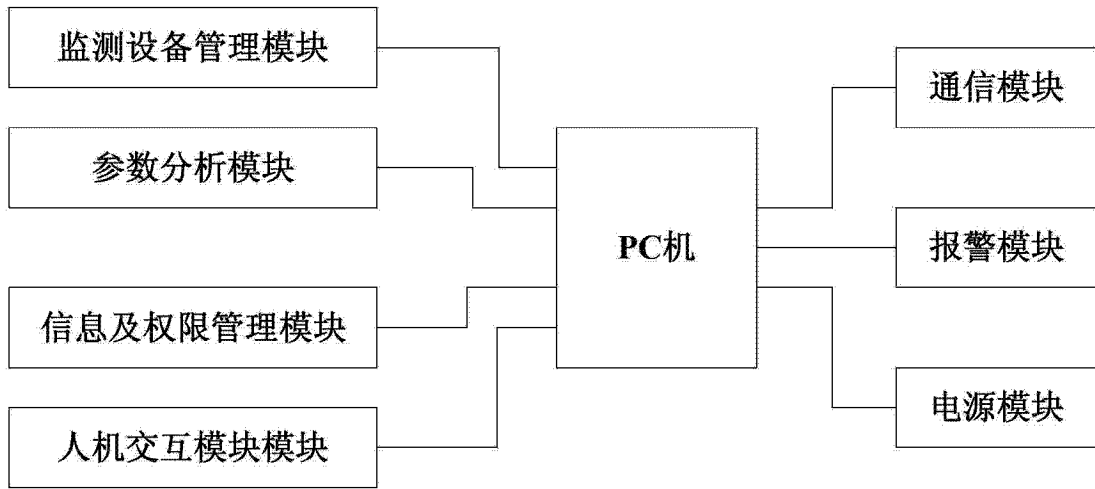 监测设备管理模块
参数分析模块
信息及权限管理模块
人机交互模块模块
PC机
通信模块
报警模块
电源模块